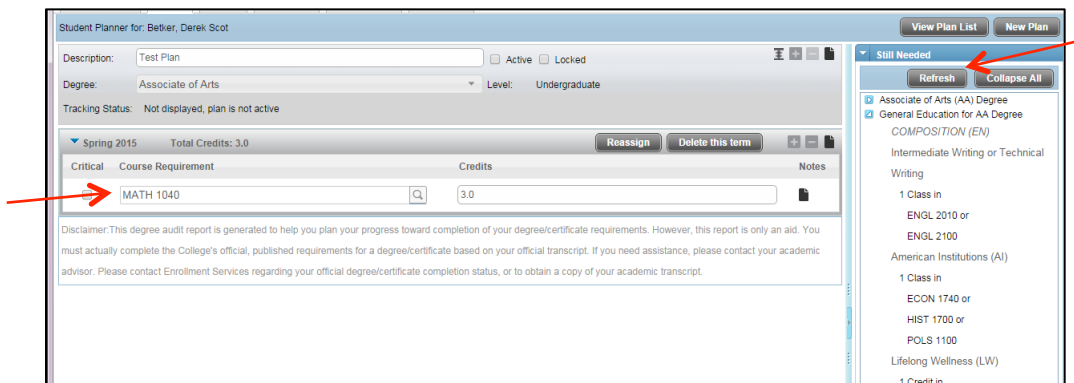 Student Planner for: Betker, Derek Scot
View Plan List
New Plan
Description:
Test Plan
Active
Locked
Degree:
Associate of Arts
Level:
Undergraduate
Tracking Status:
Not displayed, plan is not active
Spring 2015
Total Credits: 3.0
Reassign
Delete this term
Critical
Course Requirement
Credits
Notes
MATH 1040
3.0
Disclaimer:This degree audit report is generated to help you plan your progress toward completion of your degree/certificate requirements. However, this report is only an aid. You
must actually complete the College's official, published requirements for a degree/certificate based on your official transcript. If you need assistance, please contact your academic
advisor. Please contact Enrollment Services regarding your official degree/certificate completion status, or to obtain a copy of your academic transcript.
Still Needed
Refresh
Collapse All
Associate of Arts (AA) Degree
General Education for AA Degree
COMPOSITION (EN)
Intermediate Writing or Technical
Writing
1 Class in
ENGL 2010 or
ENGL 2100
American Institutions (AI)
1 Class in
ECON 1740 or
HIST 1700 or
POLS 1100
Lifelong Wellness (LW)
1 Credit in